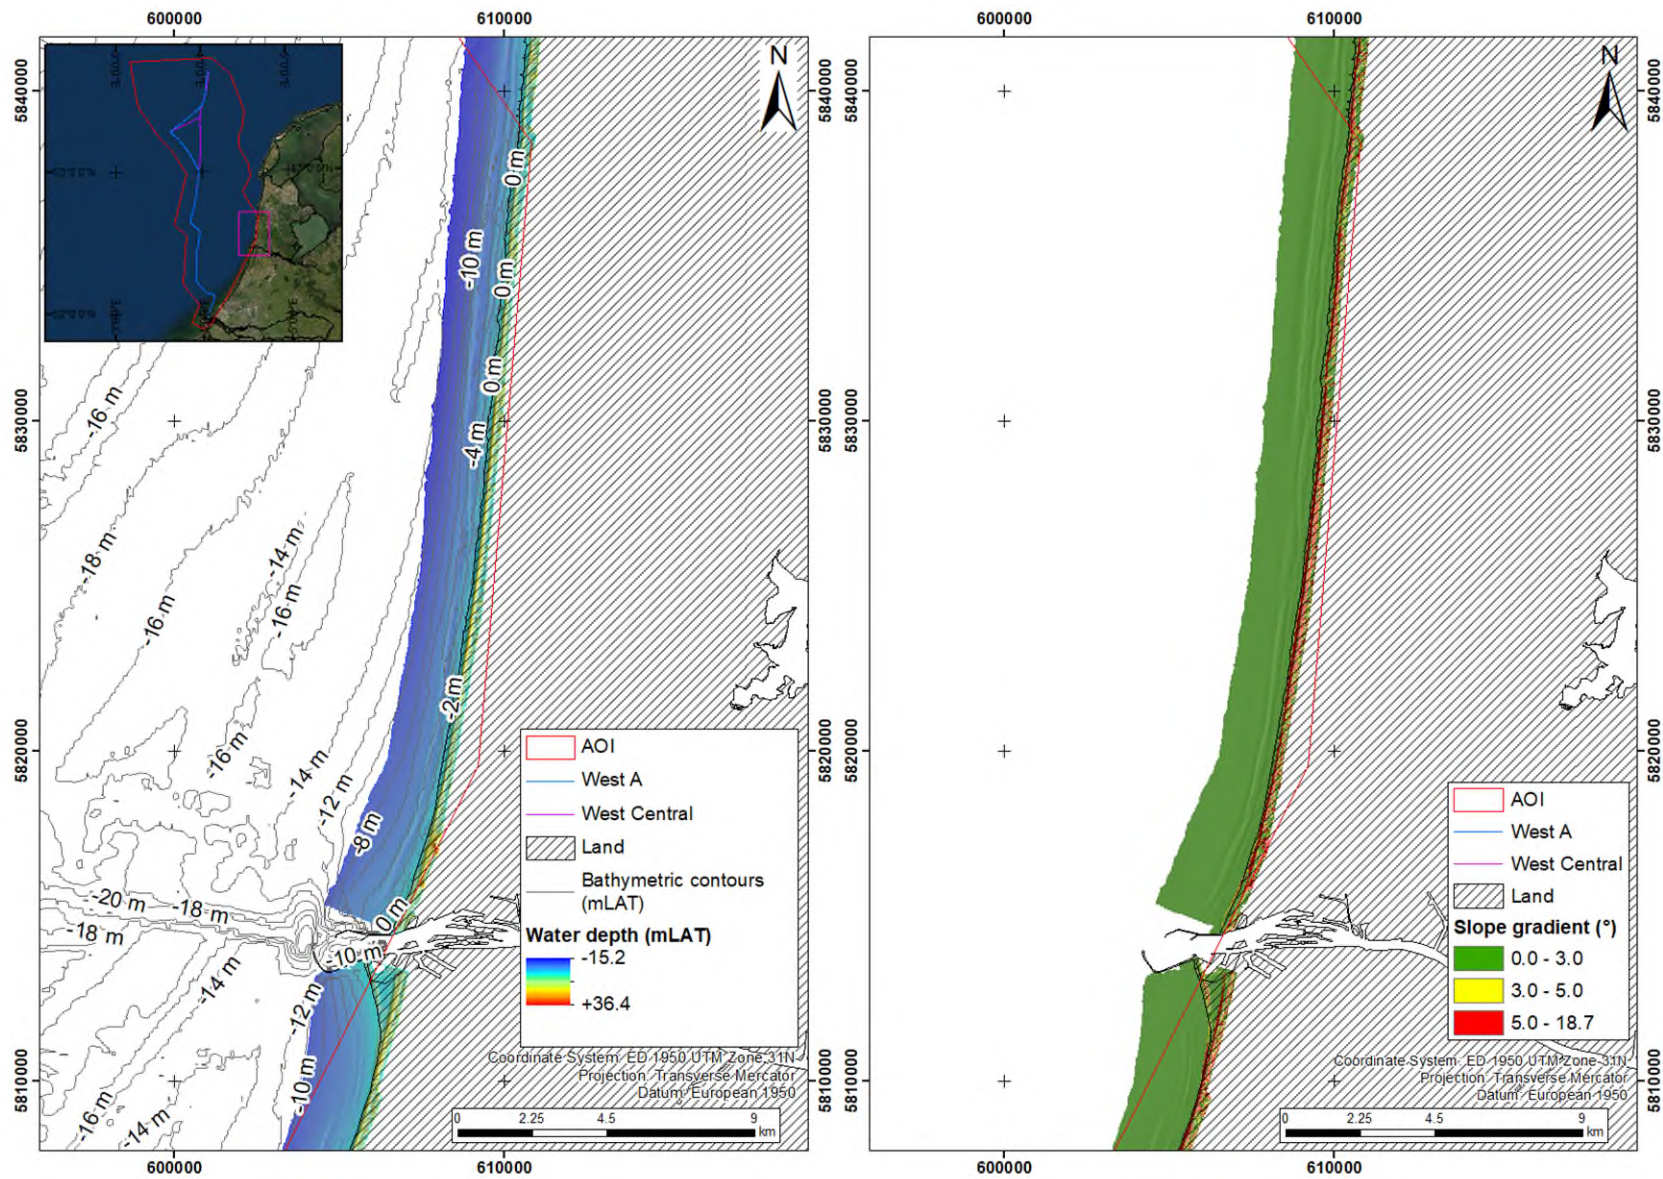 600000
610000
600000
610000
N
N
5840000
5840000
5840000
5840000
0 m
-10 m
0 m
0 m
-16 m
-4 m
5830000
5830000
5830000
5830000
-18 m
-14 m
-16 m
-16 m
-2 m
5820000
5820000
5820000
5820000
-16 m
-14 m
-12 m
-8 m
AOI
West A
West Central
Land
Bathymetric contours
(mLAT)
Water depth (mLAT)
-15.2
+36.4
AOI
West A
West Central
Land
Slope gradient (°)
0.0 - 3.0
3.0 - 5.0
5.0 - 18.7
-20 m
-18 m
0 m
-18 m
-10 m
-14 m
-12 m
-10 m
-16 m
-14 m
5810000
5810000
5810000
5810000
Coordinate System: ED 1950 UTM Zone 31N
Projection: Transverse Mercator
Datum: European 1950
0 2.25 4.5 9
km
Coordinate System: ED 1950 UTM Zone 31N
Projection: Transverse Mercator
Datum: European 1950
0 2.25 4.5 9
km
600000
610000
600000
610000